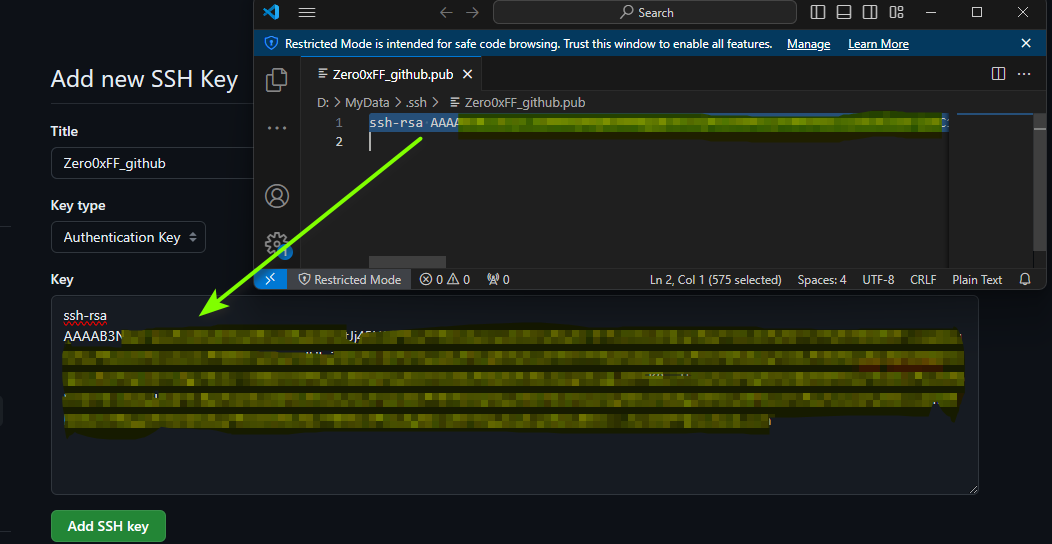 Search
Restricted Mode is intended for safe code browsing. Trust this window to enable all features. Manage Learn More
Zero0xFF_github.pub
D: > MyData > .ssh > Zero0xFF_github.pub
1 ssh-rsa AAAA
2
1
Restricted Mode 0 0 0 Ln 2, Col 1 (575 selected) Spaces: 4 UTF-8 CRLF Plain Text
Add new SSH Key
Title
Zero0xFF_github
Key type
Authentication Key
Key
ssh-rsa
AAAAB3N
Add SSH key